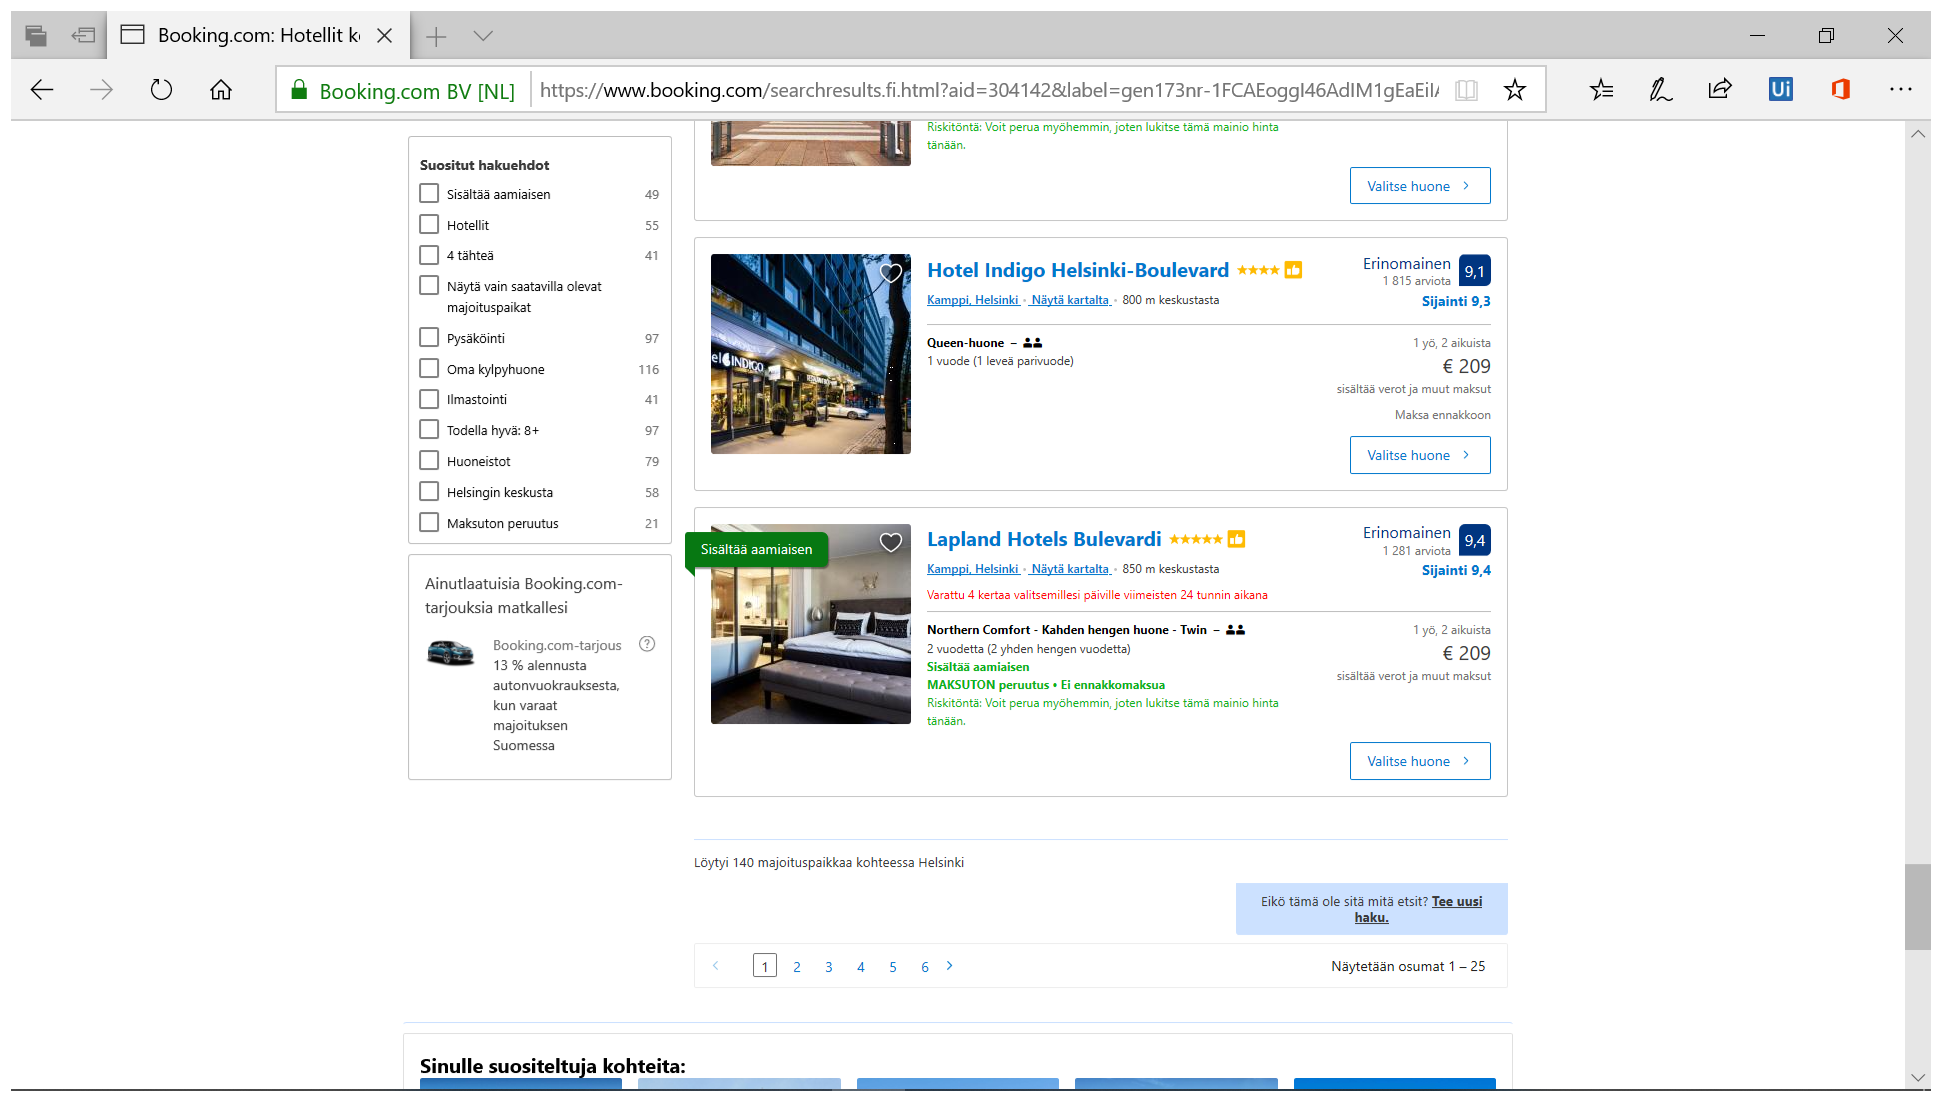 Booking.com: Hotellit k
Booking.com BV [NL]
https://www.booking.com/searchresults.fi.html?aid=304142&label=gen173nr-1FCAEoggI46AdIM1gEaEiI
Ui
Suositut hakuehdot
Sisältää aamiaisen 49
Hotellit 55
4 tähteä 41
Näytä vain saatavilla olevat
majoituspaikat
Pysäköinti 97
Oma kylpyhuone 116
Ilmastointi 41
Todella hyvä: 8+ 97
Huoneistot 79
Helsingin keskusta 58
Maksuton peruutus 21
Ainutlaatuisia Booking.com-
tarjouksia matkallesi
Booking.com-tarjous
13 % alennusta
autonvuokrauksesta,
kun varaat
majoituksen
Suomessa
Riskitöntä: Voit perua myöhemmin, joten lukitse tämä mainio hinta
tänään.
Valitse huone
el INDIGO
Hotel Indigo Helsinki-Boulevard
Erinomainen 9,1
1 815 arviota
Kamppi, Helsinki • Näytä kartalta • 800 m keskustasta
Sijainti 9,3
Queen-huone –
1 vuode (1 leveä parivuode)
1 yö, 2 aikuista
€ 209
sisältää verot ja muut maksut
Maksa ennakkoon
Valitse huone
Sisältää aamiaisen
Lapland Hotels Bulevardi
Erinomainen 9,4
1 281 arviota
Kamppi, Helsinki • Näytä kartalta • 850 m keskustasta
Sijainti 9,4
Varattu 4 kertaa valitsemillesi päiville viimeisten 24 tunnin aikana
Northern Comfort - Kahden hengen huone - Twin –
2 vuodetta (2 yhden hengen vuodetta)
Sisältää aamiaisen
MAKSUTON peruutus • Ei ennakkomaksua
Riskitöntä: Voit perua myöhemmin, joten lukitse tämä mainio hinta
tänään.
1 yö, 2 aikuista
€ 209
sisältää verot ja muut maksut
Valitse huone
Löytyi 140 majoituspaikkaa kohteessa Helsinki
Eikö tämä ole sitä mitä etsit? Tee uusi
haku.
1 2 3 4 5 6
Näytetään osumat 1 – 25
Sinulle suositeltuja kohteita: